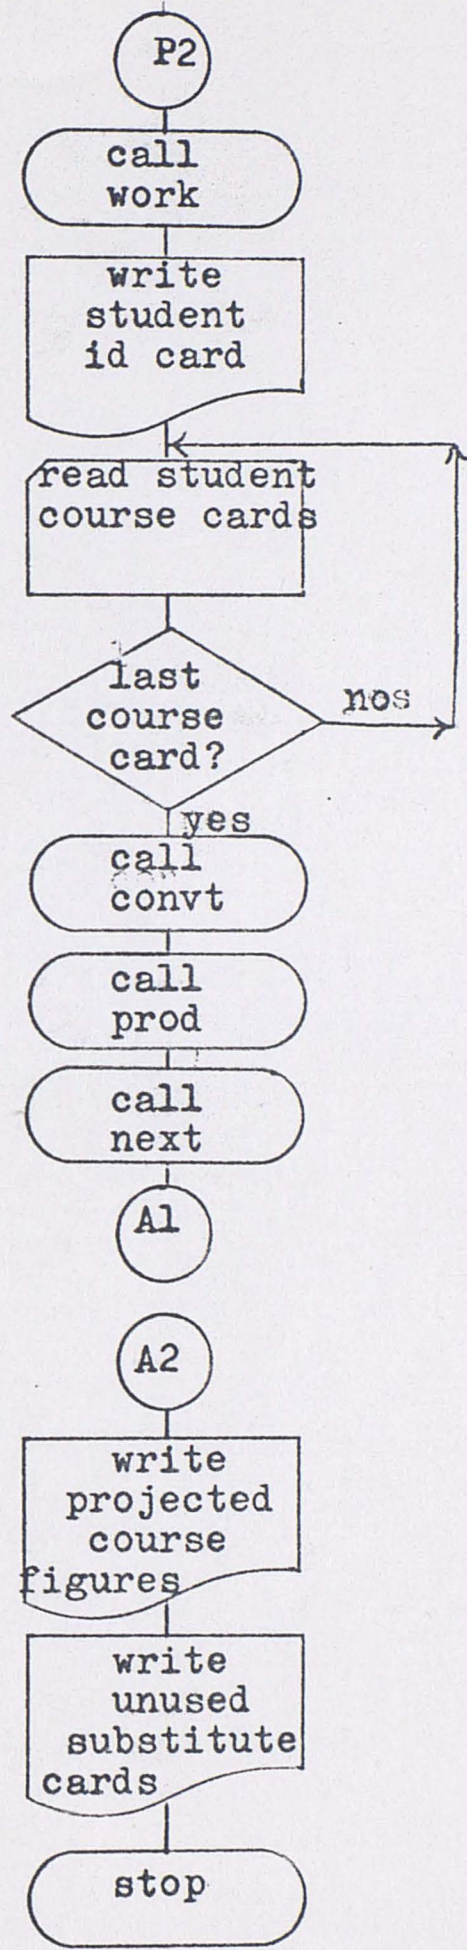 P2
call
work
write
student
id card
read student
course cards
last
course
card?
nos
yes
call
convt
call
prod
call
next
A1
A2
write
projected
course
figures
write
unused
substitute
cards
stop